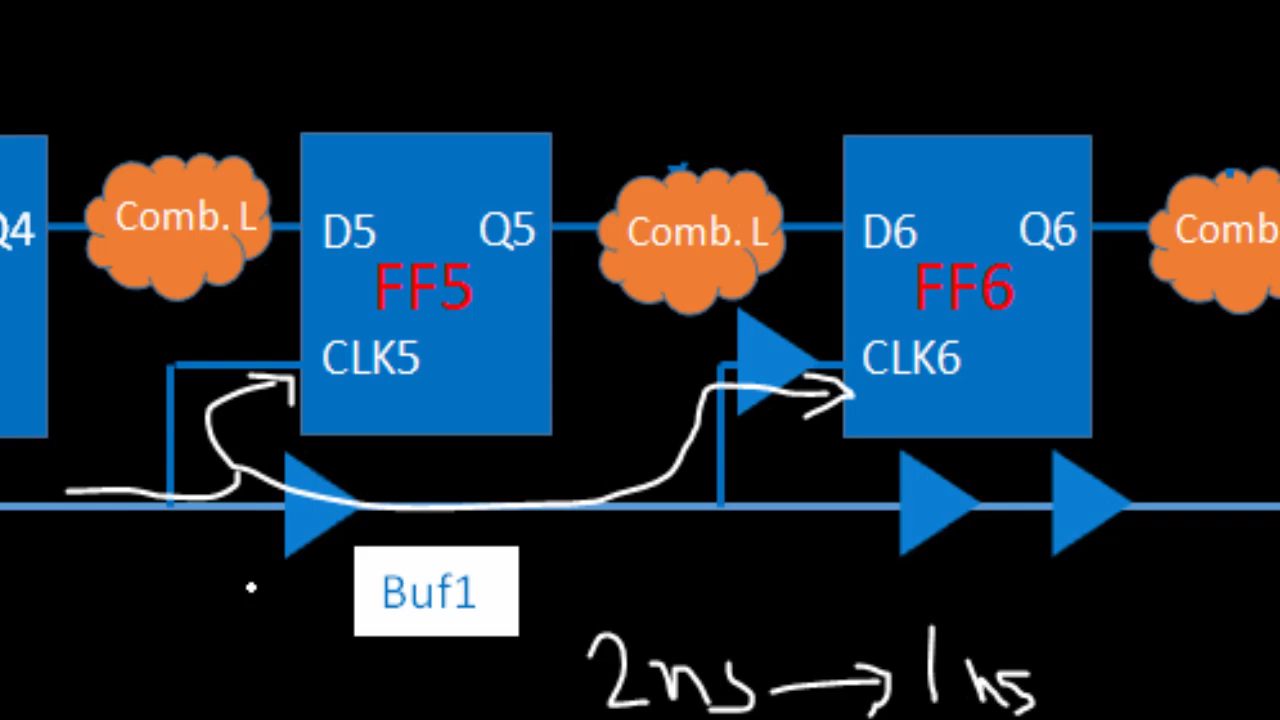 Q4 Comb. L D5 Q5 Comb. L D6 Q6 Comb
FF5 FF6
CLK5 CLK6
Buf1
2ns → 1ns